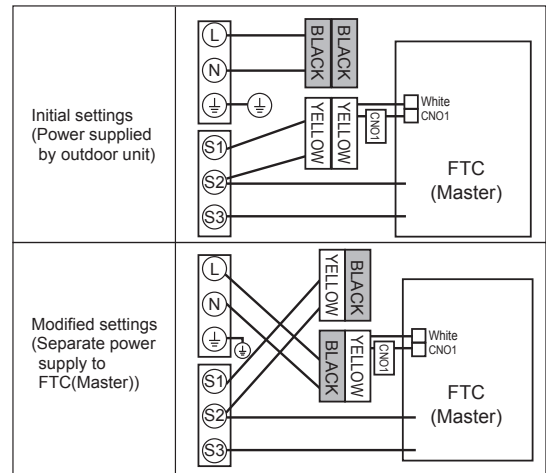 Initial settings
(Power supplied
by outdoor unit)
L
N
S1
S2
S3
BLACK
BLACK
YELLOW
YELLOW
CNO1
White
CNO1
FTC
(Master)
Modified settings
(Separate power
supply to
FTC(Master))
L
N
S1
S2
S3
YELLOW
BLACK
BLACK
YELLOW
CNO1
White
CNO1
FTC
(Master)